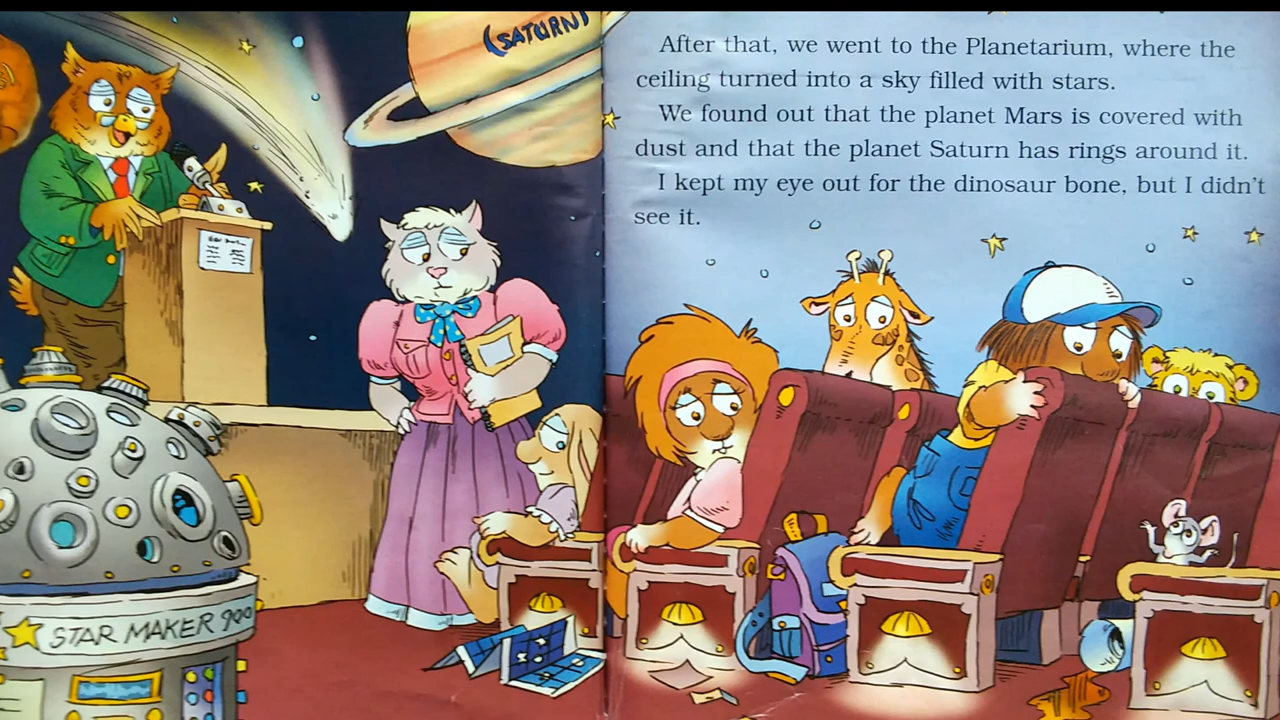 (SATURN)
After that, we went to the Planetarium, where the
ceiling turned into a sky filled with stars.
We found out that the planet Mars is covered with
dust and that the planet Saturn has rings around it.
I kept my eye out for the dinosaur bone, but I didn't
see it.
STAR MAKER 900